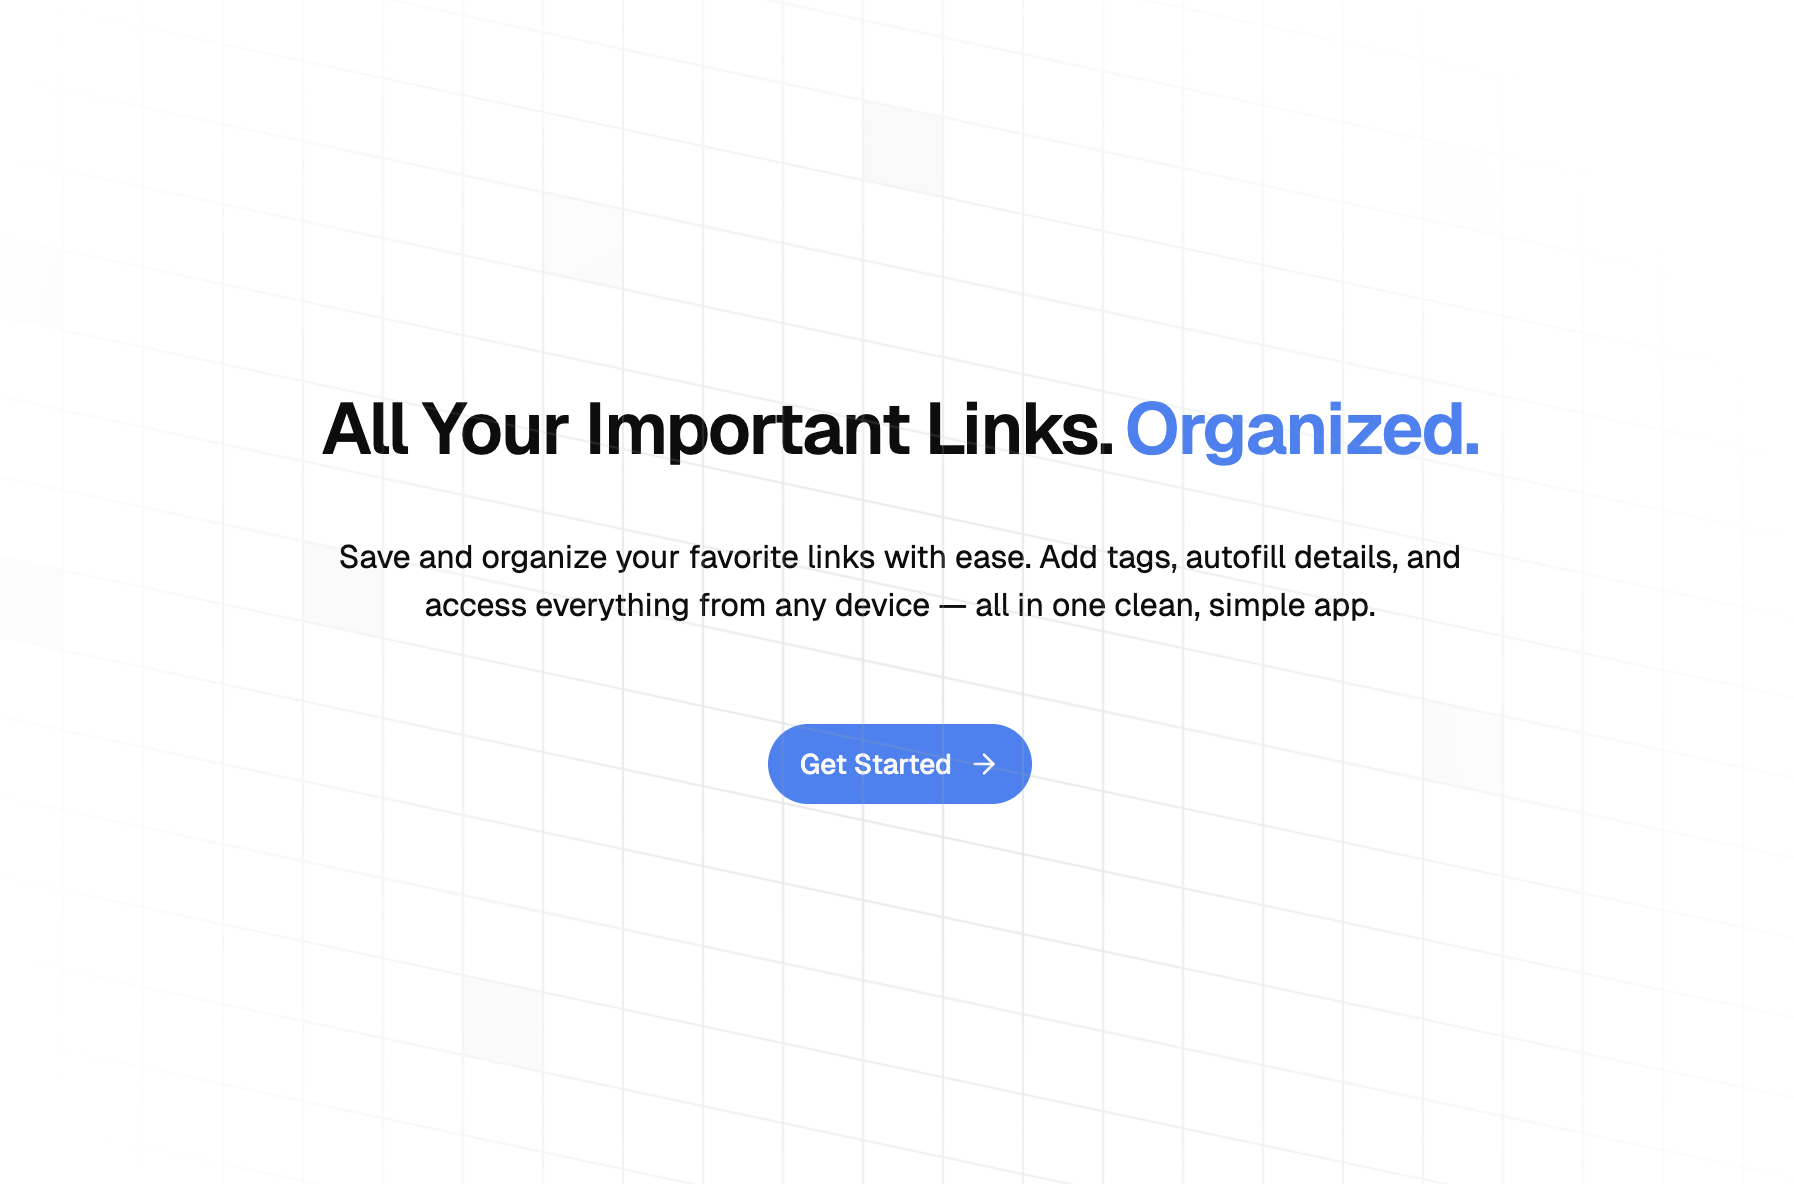 All Your Important Links. Organized.
Save and organize your favorite links with ease. Add tags, autofill details, and
access everything from any device — all in one clean, simple app.
Get Started